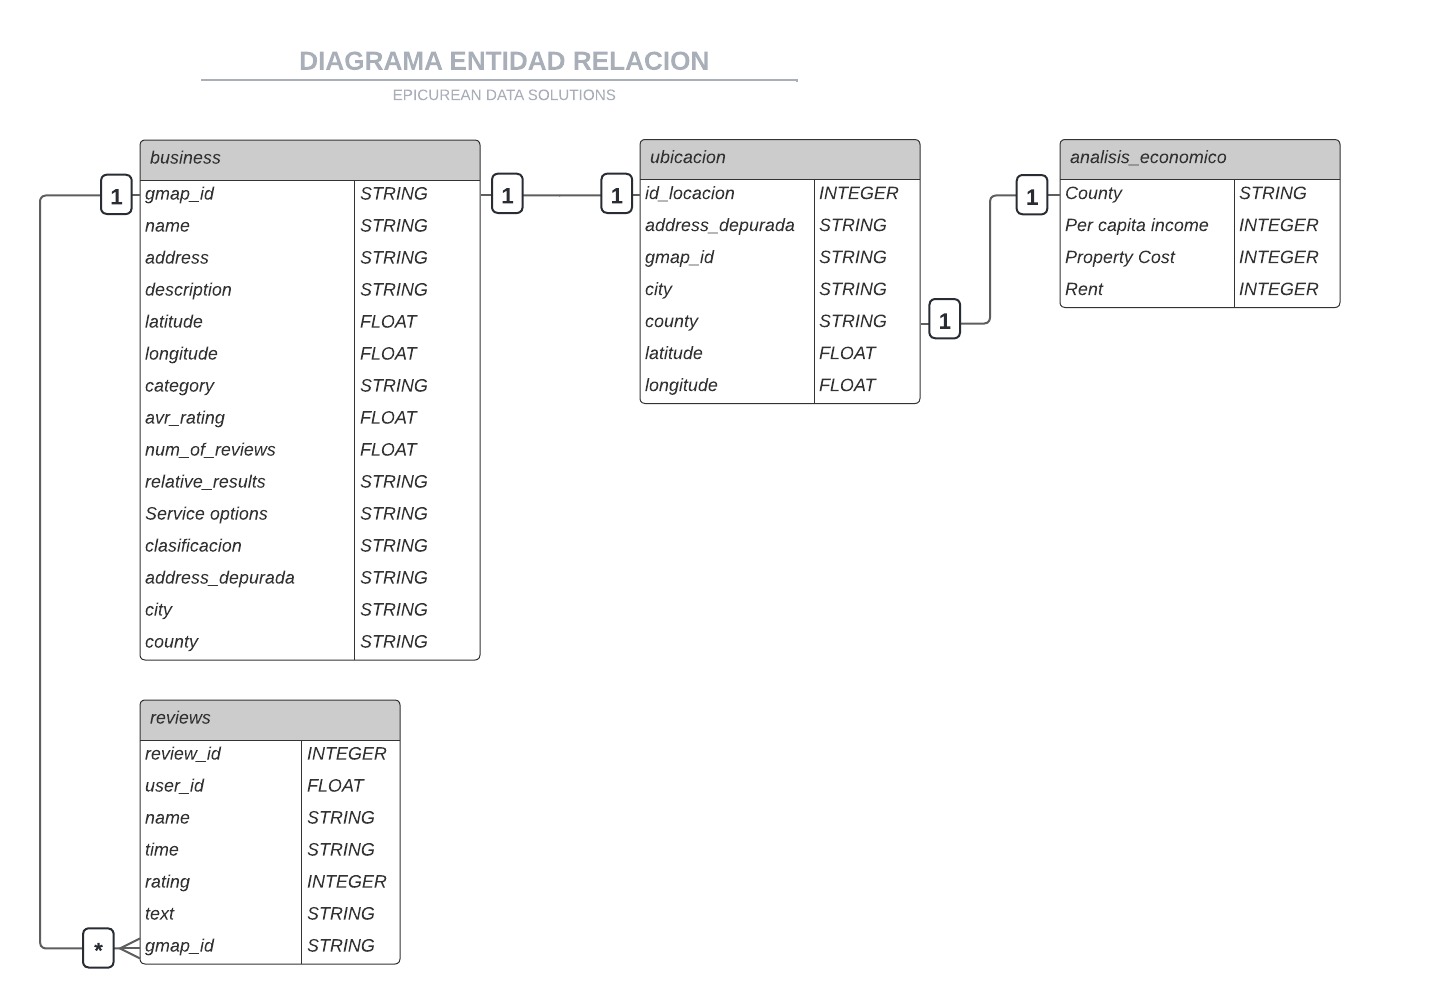 DIAGRAMA ENTIDAD RELACION
EPICUREAN DATA SOLUTIONS
business
1 gmap_id STRING 1
name STRING
address STRING
description STRING
latitude FLOAT
longitude FLOAT
category STRING
avr_rating FLOAT
num_of_reviews FLOAT
relative_results STRING
Service options STRING
clasificacion STRING
address_depurada STRING
city STRING
county STRING
ubicacion
1 id_locacion INTEGER
address_depurada STRING
gmap_id STRING
city STRING
county STRING 1
latitude FLOAT
longitude FLOAT
analisis_economico
1 County STRING
Per capita income INTEGER
Property Cost INTEGER
Rent INTEGER
reviews
review_id INTEGER
user_id FLOAT
name STRING
time STRING
rating INTEGER
text STRING
* gmap_id STRING